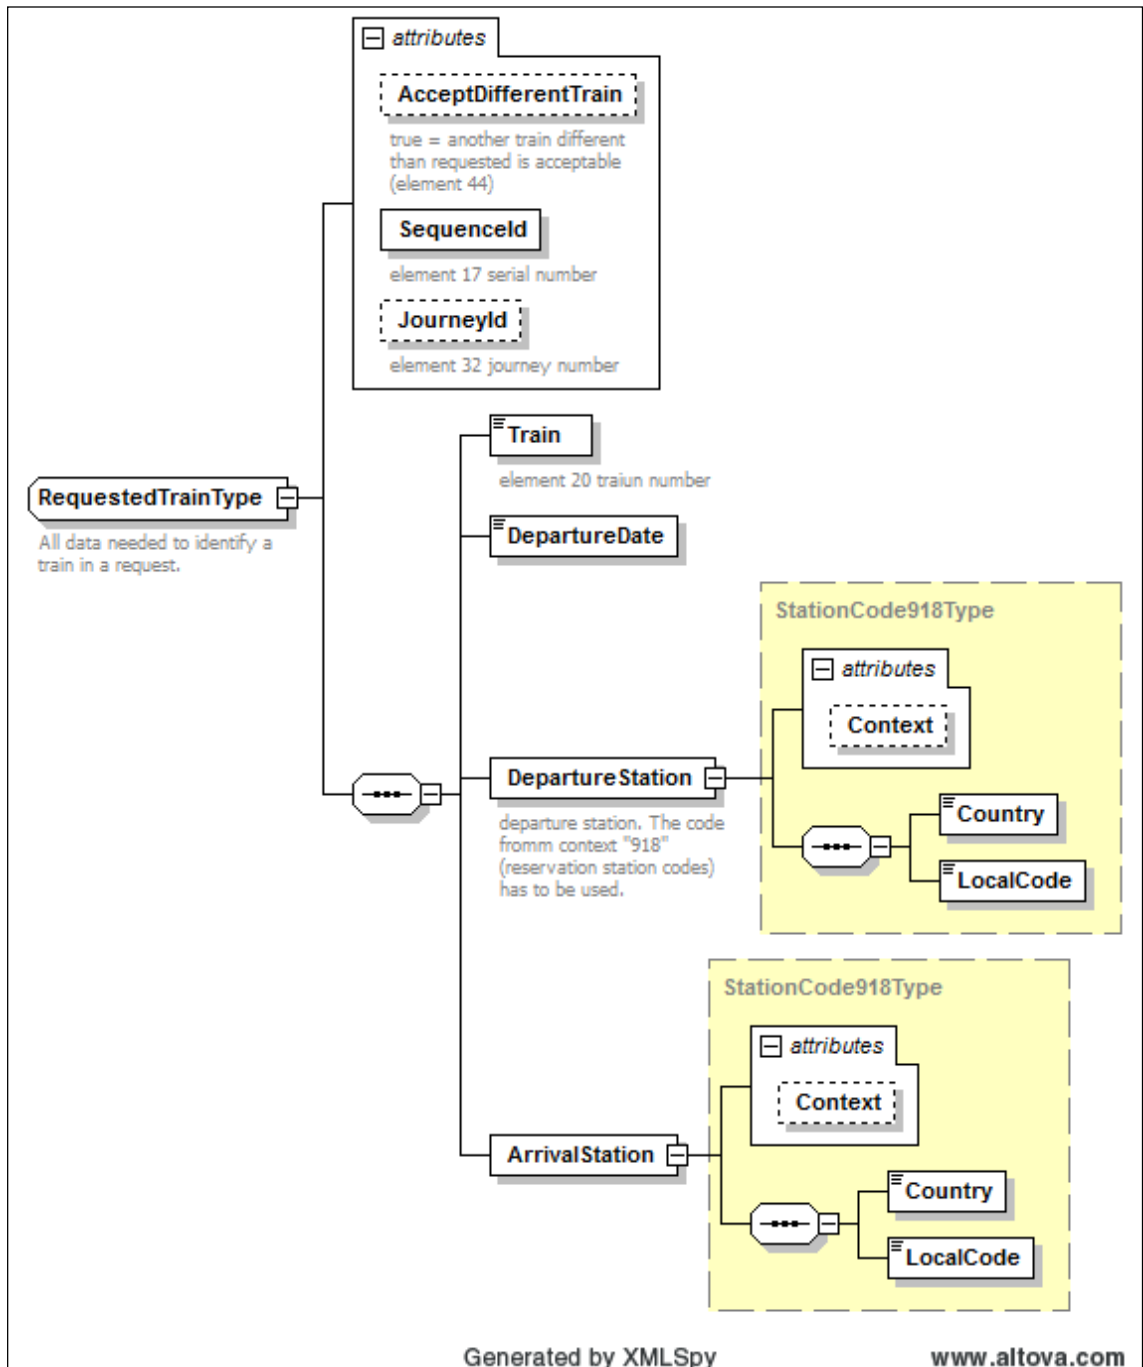 attributes
AcceptDifferentTrain
true = another train different
than requested is acceptable
(element 44)
SequenceId
element 17 serial number
JourneyId
element 32 journey number
RequestedTrainType
All data needed to identify a
train in a request.
Train
element 20 traiun number
DepartureDate
StationCode918Type
attributes
Context
DepartureStation
departure station. The code
fromm context "918"
(reservation station codes)
has to be used.
Country
LocalCode
StationCode918Type
attributes
Context
ArrivalStation
Country
LocalCode
Generated by XMLSpy
www.altova.com